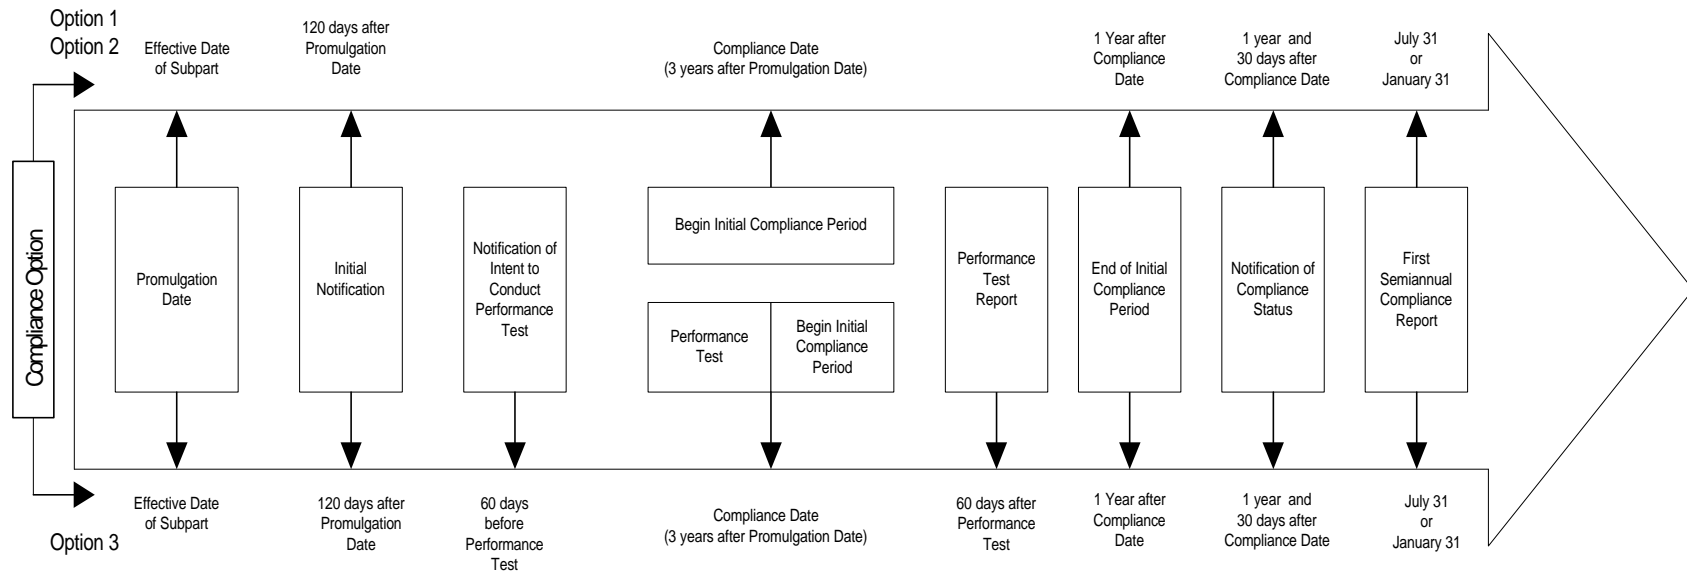 Option 1
Option 2
Effective Date
of Subpart
120 days after
Promulgation
Date
Compliance Date
(3 years after Promulgation Date)
1 Year after
Compliance
Date
1 year and
30 days after
Compliance Date
July 31
or
January 31
Compliance Option
Promulgation
Date
Initial
Notification
Notification of
Intent to
Conduct
Performance
Test
Begin Initial Compliance Period
Performance
Test
Begin Initial
Compliance
Period
Performance
Test
Report
End of Initial
Compliance
Period
Notification of
Compliance
Status
First
Semiannual
Compliance
Report
Option 3
Effective Date
of Subpart
120 days after
Promulgation
Date
60 days
before
Performance
Test
Compliance Date
(3 years after Promulgation Date)
60 days after
Performance
Test
1 Year after
Compliance
Date
1 year and
30 days after
Compliance Date
July 31
or
January 31